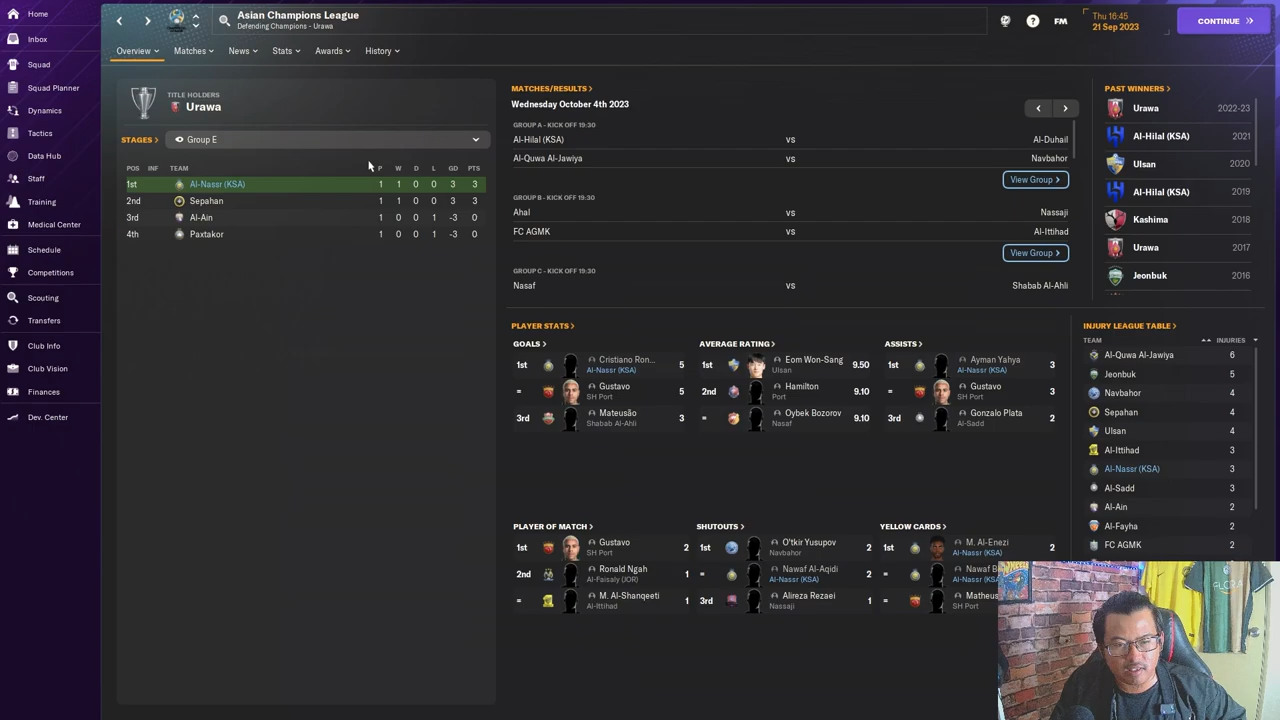 Home
Inbox
Squad
Squad Planner
Dynamics
Tactics
Data Hub
Staff
Training
Medical Center
Schedule
Competitions
Scouting
Transfers
Club Info
Club Vision
Finances
Dev. Center
Asian Champions League
Defending Champions - Urawa
FM
Thu 16:45
21 Sep 2023
CONTINUE
Overview
Matches
News
Stats
Awards
History
TITLE HOLDERS
Urawa
STAGES
Group E
POS INF TEAM P W D L GD PTS
1st Al-Nassr (KSA) 1 1 0 0 3 3
2nd Sepahan 1 1 0 0 3 3
3rd Al-Ain 1 0 0 1 -3 0
4th Paxtakor 1 0 0 1 -3 0
MATCHES/RESULTS
Wednesday October 4th 2023
GROUP A - KICK OFF 19:30
Al-Hilal (KSA) vs Al-Duhail
Al-Quwa Al-Jawiya vs Navbahor
View Group
GROUP B - KICK OFF 19:30
Ahal vs Nassaji
FC AGMK vs Al-Ittihad
View Group
GROUP C - KICK OFF 19:30
Nasaf vs Shabab Al-Ahli
PAST WINNERS
Urawa 2022-23
Al-Hilal (KSA) 2021
Ulsan 2020
Al-Hilal (KSA) 2019
Kashima 2018
Urawa 2017
Jeonbuk 2016
PLAYER STATS
GOALS
1st Cristiano Ron... 5
Al-Nassr (KSA)
= Gustavo 5
SH Port
3rd Mateusão 3
Shabab Al-Ahli
AVERAGE RATING
1st Eom Won-Sang 9.50
Ulsan
2nd Hamilton 9.10
Port
= Oybek Bozorov 9.10
Nasaf
ASSISTS
1st Ayman Yahya 3
Al-Nassr (KSA)
= Gustavo 3
SH Port
3rd Gonzalo Plata 2
Al-Sadd
PLAYER OF MATCH
1st Gustavo 2
SH Port
2nd Ronald Ngah 1
Al-Faisaly (JOR)
= M. Al-Shanqeeti 1
Al-Ittihad
SHUTOUTS
1st O'tkir Yusupov 2
Navbahor
= Nawaf Al-Aqidi 2
Al-Nassr (KSA)
3rd Alireza Rezaei 1
Nassaji
YELLOW CARDS
1st M. Al-Enezi 2
Al-Nassr (KSA)
= Nawaf
Al-Nassr (KSA)
= SH Port
INJURY LEAGUE TABLE
TEAM INJURIES
Al-Quwa Al-Jawiya 6
Jeonbuk 5
Navbahor 4
Sepahan 4
Ulsan 4
Al-Ittihad 3
Al-Nassr (KSA) 3
Al-Sadd 3
Al-Ain 2
Al-Fayha 2
FC AGMK 2